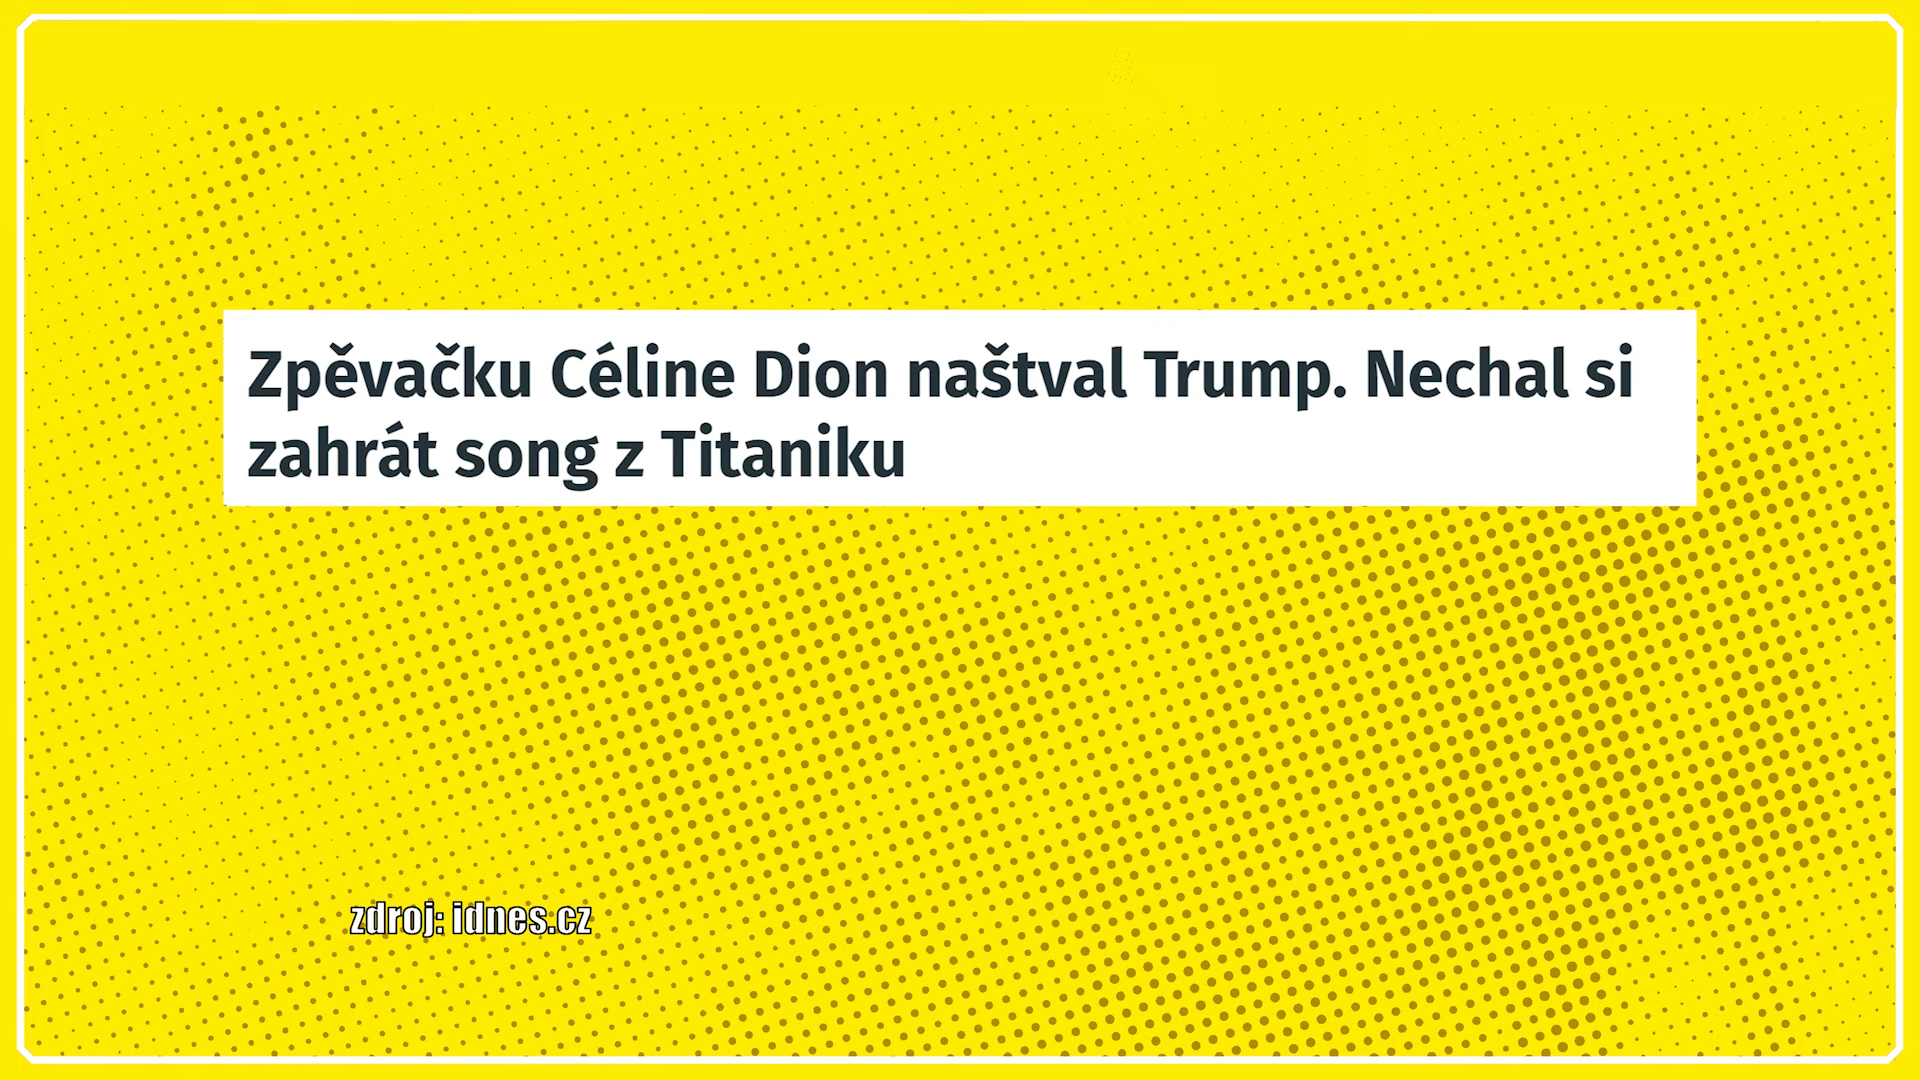 Zpěvačku Céline Dion naštval Trump. Nechal si
zahrát song z Titaniku
zdroj: idnes.cz